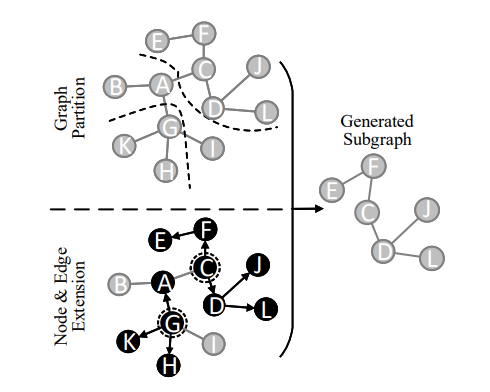 Graph
Partition
E
F
B
A
C
J
D
L
G
K
I
H
Generated
Subgraph
F
E
C
J
D
L
Node & Edge
Extension
E
F
B
A
C
J
D
L
G
K
I
H